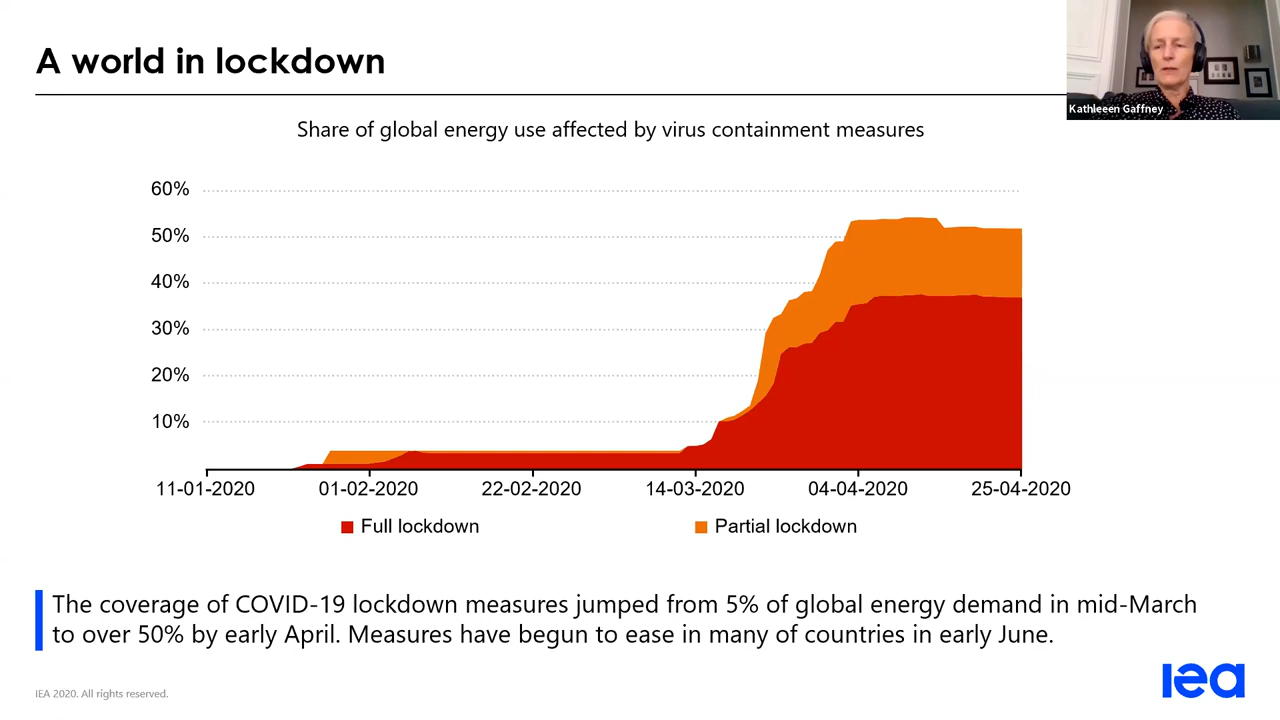 A world in lockdown
Kathleeen Gaffney
Share of global energy use affected by virus containment measures
60%
50%
40%
30%
20%
10%
11-01-2020
01-02-2020
22-02-2020
14-03-2020
04-04-2020
25-04-2020
Full lockdown
Partial lockdown
The coverage of COVID-19 lockdown measures jumped from 5% of global energy demand in mid-March
to over 50% by early April. Measures have begun to ease in many of countries in early June.
IEA 2020. All rights reserved.
iea